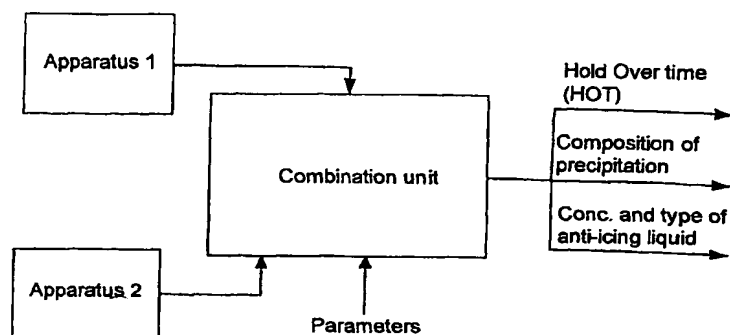 Apparatus 1
Hold Over time
(HOT)
Composition of
precipitation
Combination unit
Conc. and type of
anti-icing liquid
Apparatus 2
Parameters